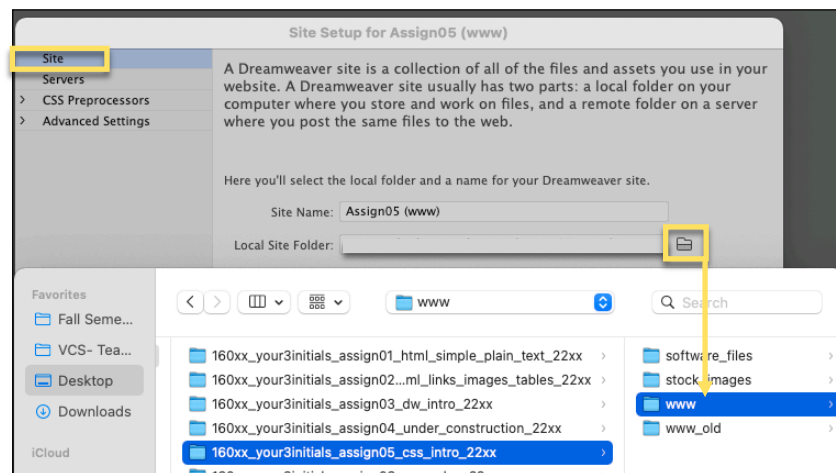 Site Setup for Assign05 (www)
Site
Servers
CSS Preprocessors
Advanced Settings
A Dreamweaver site is a collection of all of the files and assets you use in your
website. A Dreamweaver site usually has two parts: a local folder on your
computer where you store and work on files, and a remote folder on a server
where you post the same files to the web.
Here you'll select the local folder and a name for your Dreamweaver site.
Site Name: Assign05 (www)
Local Site Folder:
Favorites
Fall Seme...
VCS- Tea...
Desktop
Downloads
iCloud
www
Search
160xx_your3initials_assign01_html_simple_plain_text_22xx
160xx_your3initials_assign02...ml_links_images_tables_22xx
160xx_your3initials_assign03_dw_intro_22xx
160xx_your3initials_assign04_under_construction_22xx
160xx_your3initials_assign05_css_intro_22xx
software_files
stock_images
www
www_old